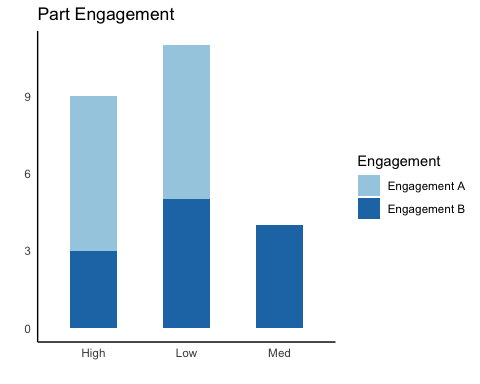 Part Engagement
9
6
3
0
High Low Med
Engagement
Engagement A
Engagement B